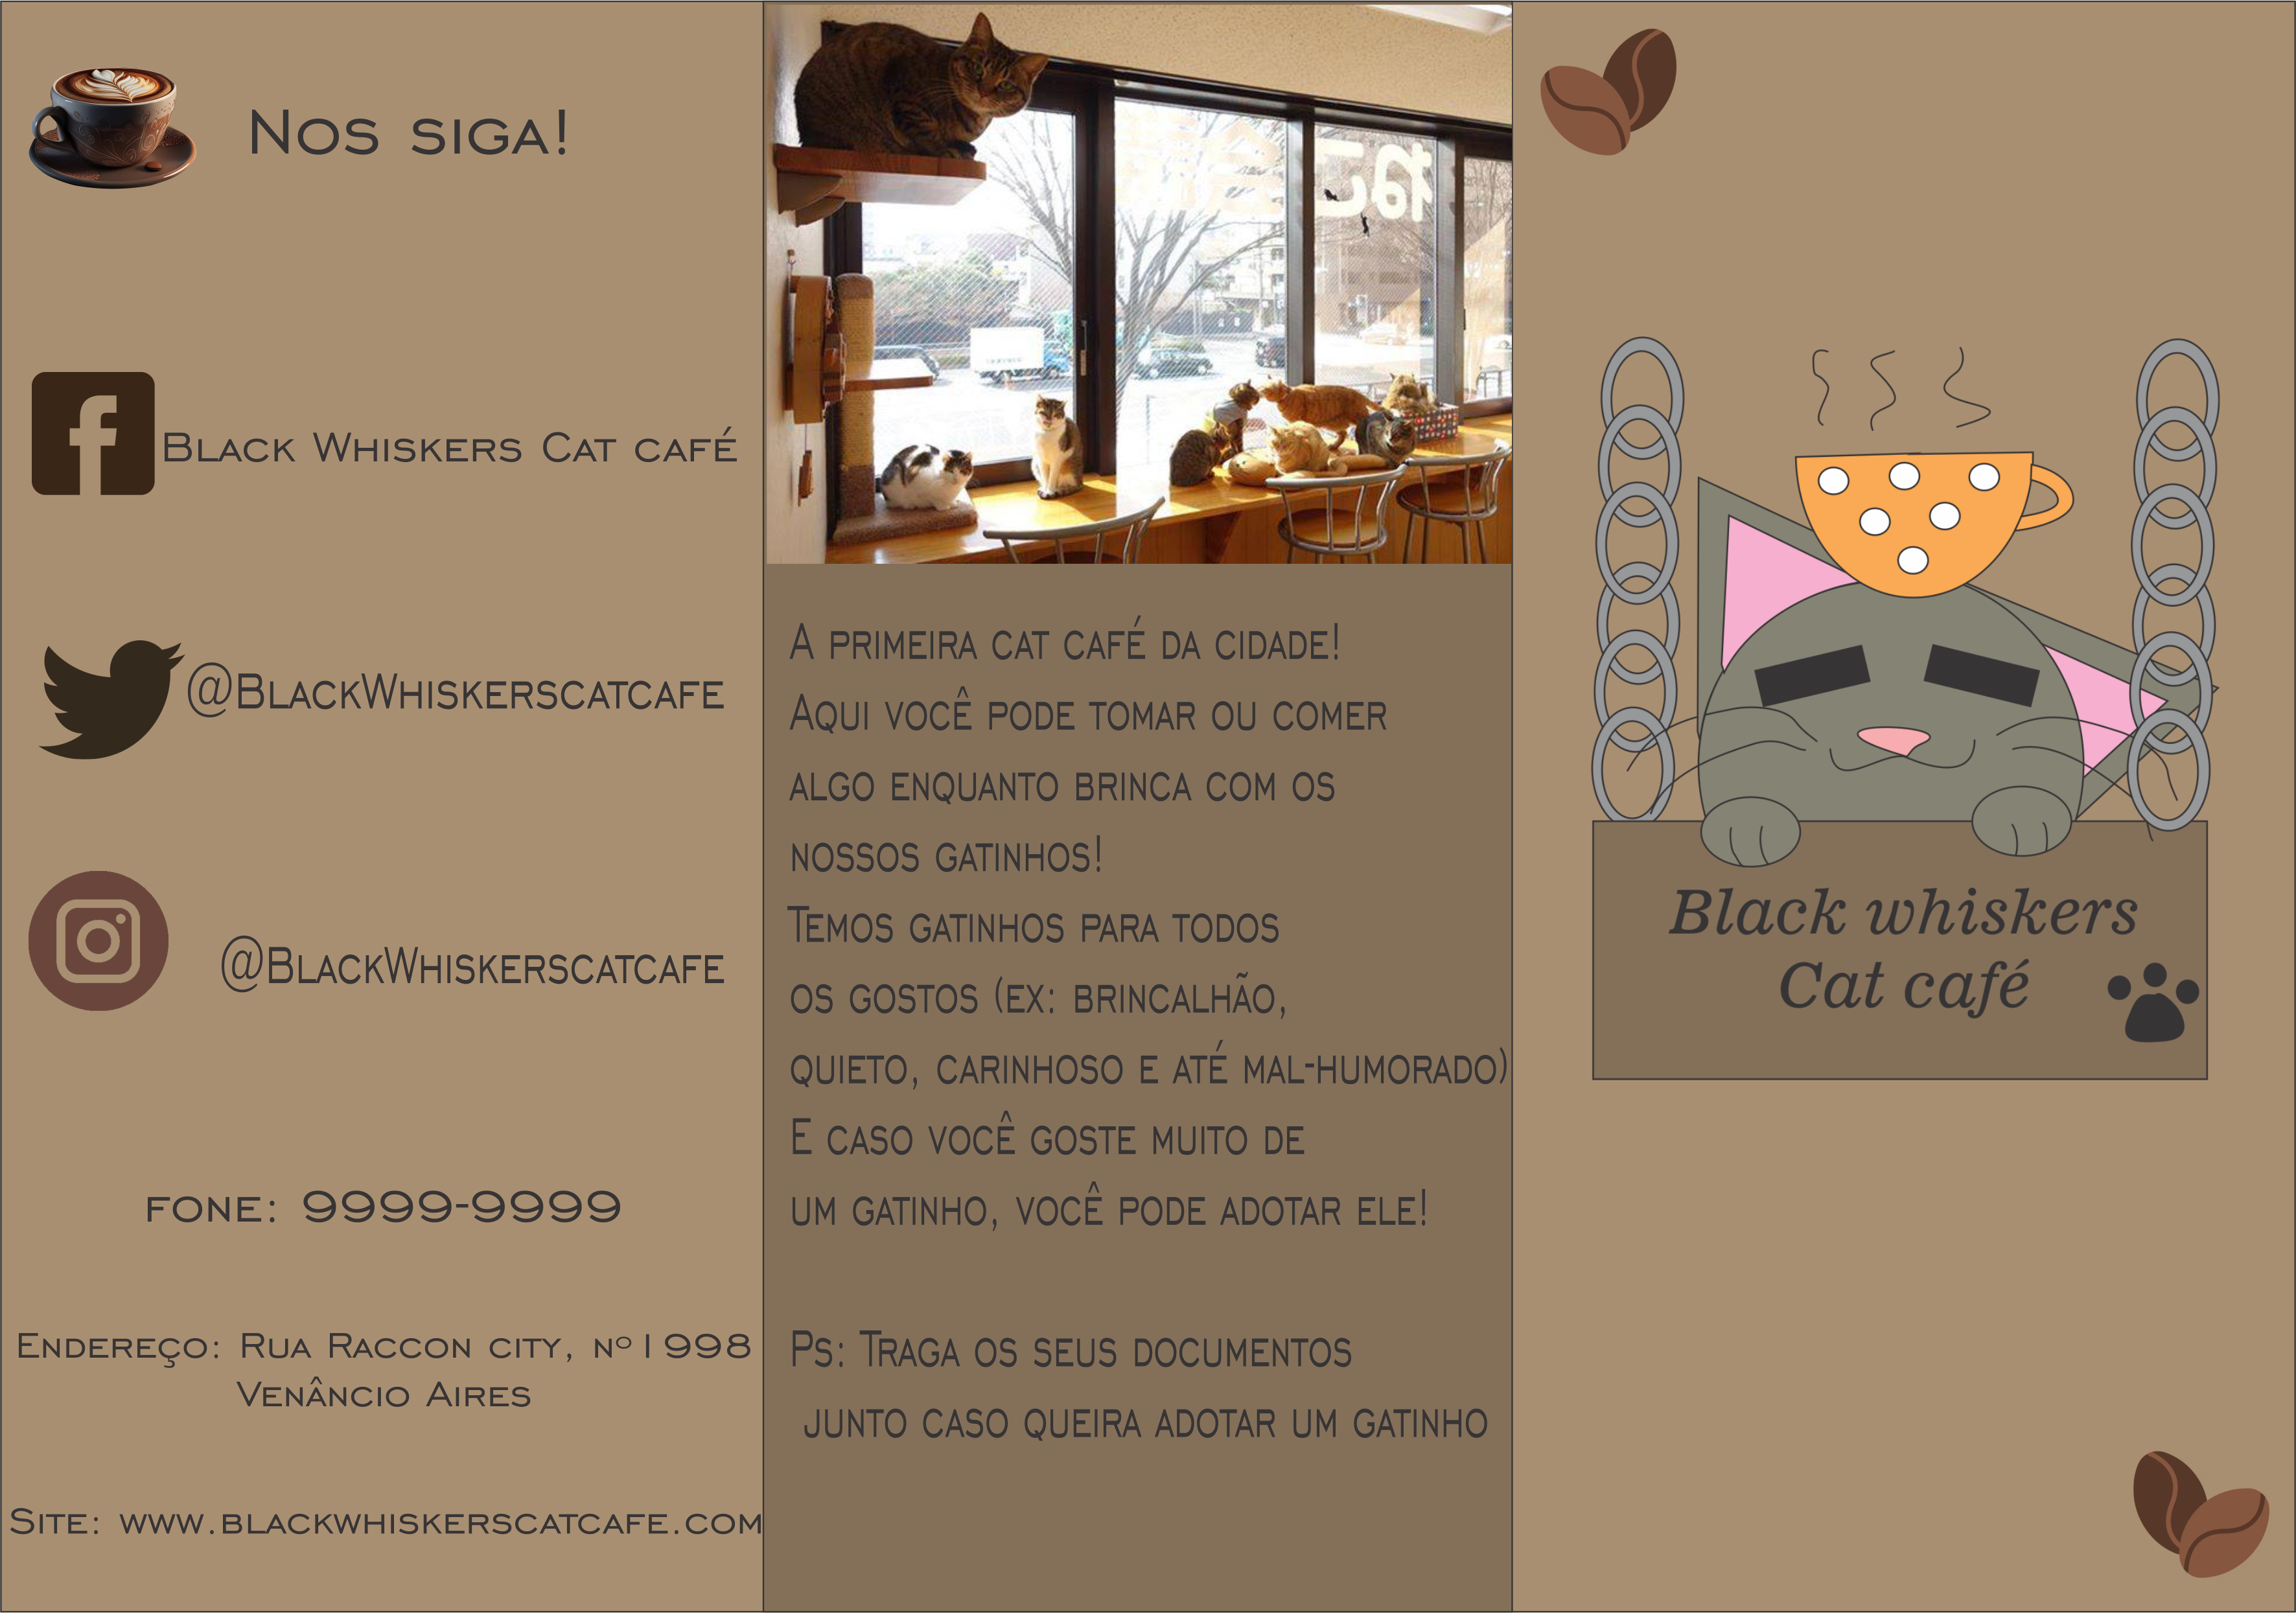 Nos siga!
Black Whiskers Cat café
@BlackWhiskerscatcafe
@BlackWhiskerscatcafe
fone: 9999-9999
Endereço: Rua Raccon city, nº1998
Venâncio Aires
Site: www.blackwhiskerscatcafe.com
A primeira cat café da cidade!
Aqui você pode tomar ou comer
algo enquanto brinca com os
nossos gatinhos!
Temos gatinhos para todos
os gostos (ex: brincalhão,
quieto, carinhoso e até mal-humorado)
E caso você goste muito de
um gatinho, você pode adotar ele!
Ps: Traga os seus documentos
junto caso queira adotar um gatinho
Black whiskers
Cat café